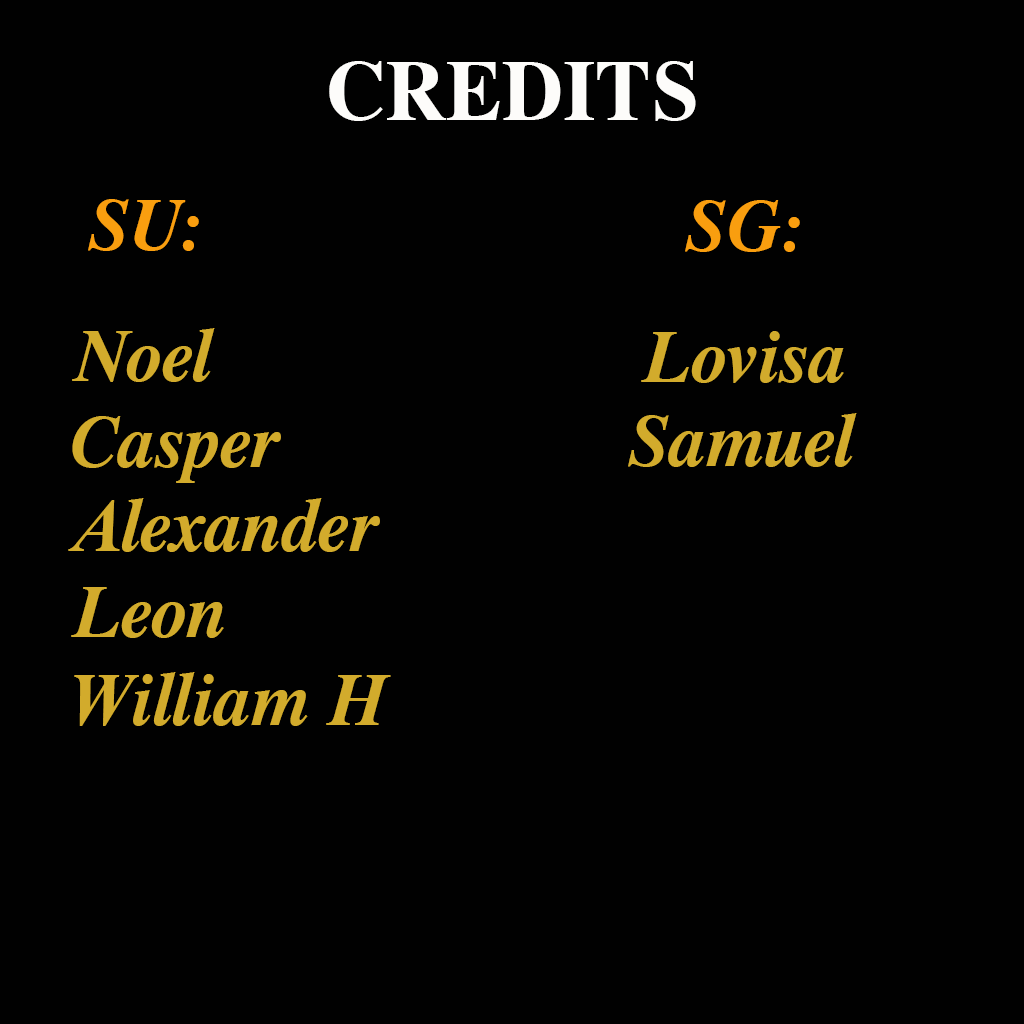 CREDITS
SU:
Noel
Casper
Alexander
Leon
William H
SG:
Lovisa
Samuel